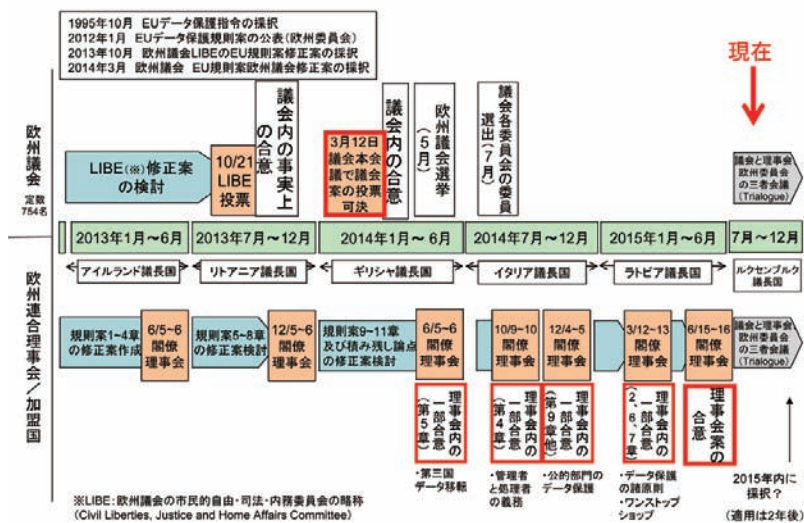 1995年10月 EUデータ保護指令の採択
2012年1月 EUデータ保護規則案の公表(欧州委員会)
2013年10月 欧州議会LIBEのEU規則案修正案の採択
2014年3月 欧州議会 EU規則案欧州議会修正案の採択
現在
欧州議会
定数
754名
LIBE(※)修正案
の検討
10/21
LIBE
投票
議会内の事実上
の合意
3月12日
議会本会
議で議会
案の投票
可決
議会内の合意
欧州議会選挙
(5月)
議会各委員会の委員
選出(7月)
議会と理事会
欧州委員会の
三者会議
(Trialogue)
2013年1月~6月
2013年7月~12月
2014年1月~ 6月
2014年7月~12月
2015年1月~6月
7月~12月
アイルランド議長国
リトアニア議長国
ギリシャ議長国
イタリア議長国
ラトビア議長国
ルクセンブルク
議長国
欧州連合理事会/加盟国
規則案1~4章
の修正案作成
6/5~6
閣僚
理事会
規則案5~8章
の修正案検討
12/5~6
閣僚
理事会
規則案9~11章
及び積み残し論点
の修正案検討
6/5~6
閣僚
理事会
10/9~10
閣僚
理事会
12/4~5
閣僚
理事会
3/12~13
閣僚
理事会
6/15~16
閣僚
理事会
議会と理事会
欧州委員会の
三者会議
(Trialogue)
理事会内の
一部合意
(第5章)
理事会内の
一部合意
(第4章)
理事会内の
一部合意
(第9章他)
理事会内の
一部合意
(2、6、7章)
理事会案の
合意
・第三国
データ移転
・管理者
と処理者
の義務
・公的部門の
データ保護
・データ保護
の諸原則
・ワンストップ
ショップ
2015年内に
採択?
(適用は2年後)
※LIBE:欧州議会の市民的自由・司法・内務委員会の略称
(Civil Liberties, Justice and Home Affairs Committee)